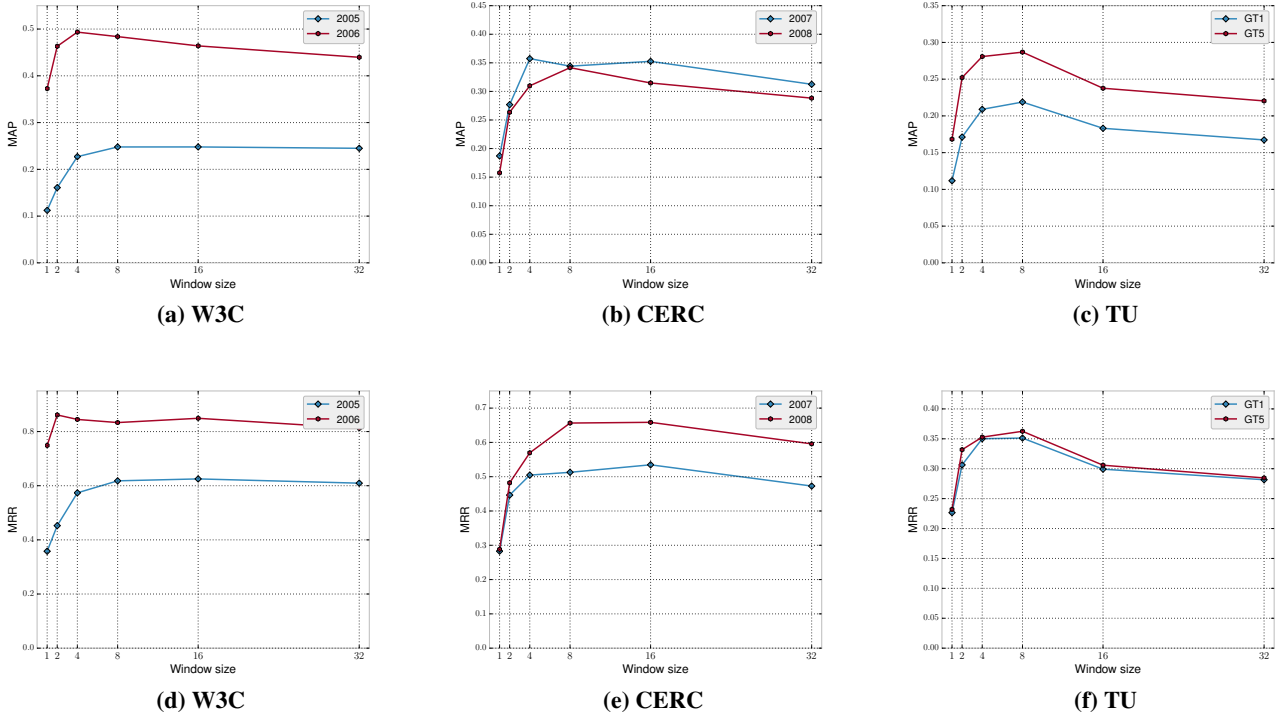 0.5
0.4
0.3
0.2
0.1
0.0
MAP
2005
2006
1 2 4 8 16 32
Window size
(a) W3C
0.45
0.40
0.35
0.30
0.25
0.20
0.15
0.10
0.05
0.00
MAP
2007
2008
1 2 4 8 16 32
Window size
(b) CERC
0.35
0.30
0.25
0.20
0.15
0.10
0.05
0.00
MAP
GT1
GT5
1 2 4 8 16 32
Window size
(c) TU
0.8
0.6
0.4
0.2
0.0
MRR
2005
2006
1 2 4 8 16 32
Window size
(d) W3C
0.7
0.6
0.5
0.4
0.3
0.2
0.1
0.0
MRR
2007
2008
1 2 4 8 16 32
Window size
(e) CERC
0.40
0.35
0.30
0.25
0.20
0.15
0.10
0.05
0.00
MRR
GT1
GT5
1 2 4 8 16 32
Window size
(f) TU